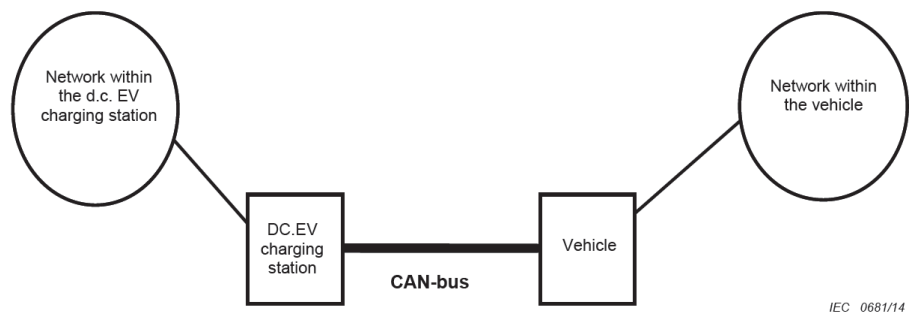 Network within
the d.c. EV
charging station
Network within
the vehicle
DC.EV
charging
station
Vehicle
CAN-bus
IEC 0681/14